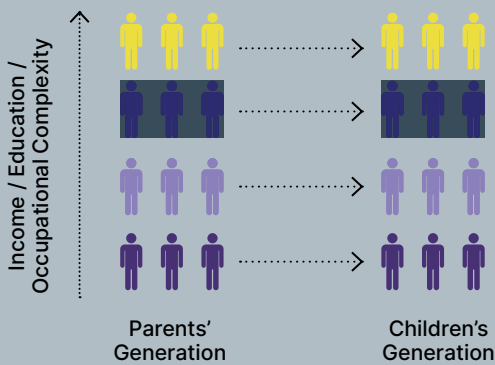 Income / Education /
Occupational Complexity
Parents'
Generation
Children's
Generation